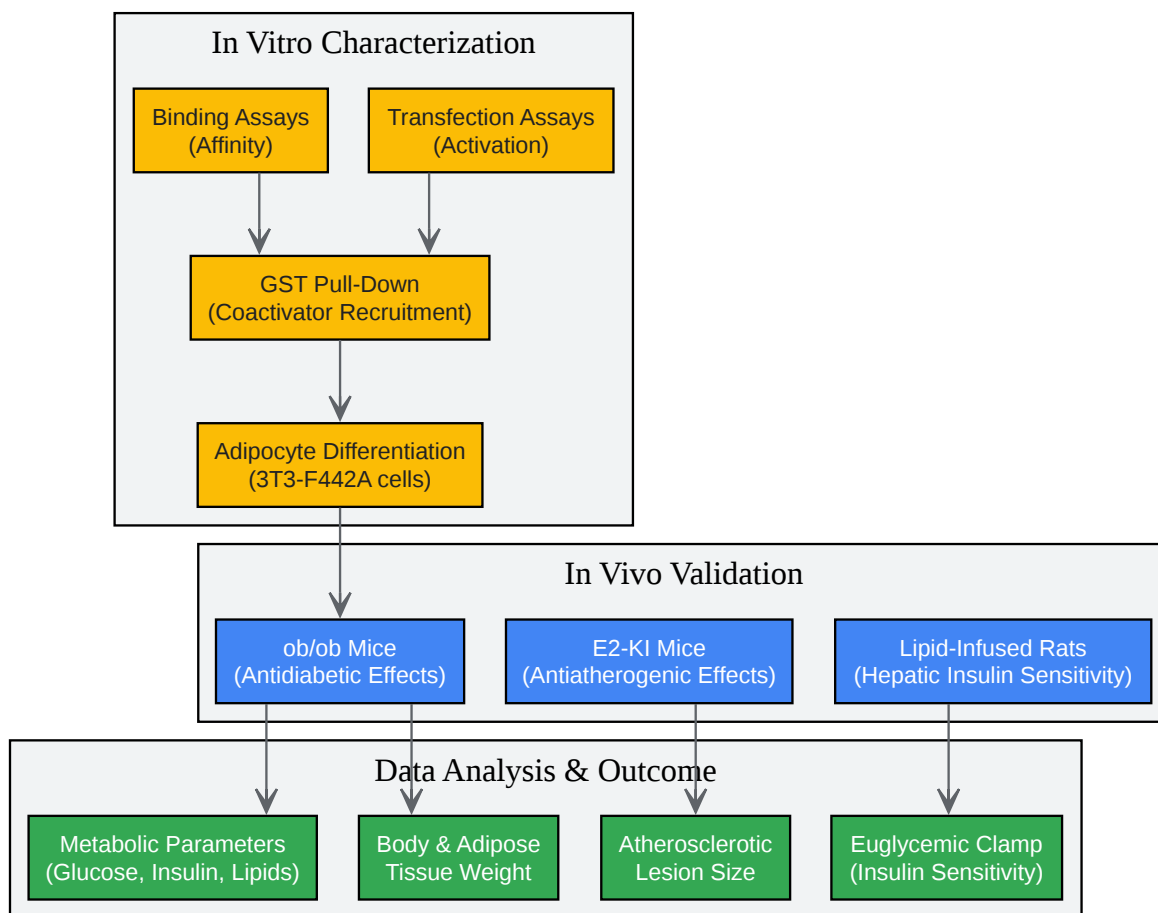 In Vitro Characterization
Binding Assays
(Affinity)
Transfection Assays
(Activation)
GST Pull-Down
(Coactivator Recruitment)
Adipocyte Differentiation
(3T3-F442A cells)
In Vivo Validation
ob/ob Mice
(Antidiabetic Effects)
E2-KI Mice
(Antiatherogenic Effects)
Lipid-Infused Rats
(Hepatic Insulin Sensitivity)
Data Analysis & Outcome
Metabolic Parameters
(Glucose, Insulin, Lipids)
Body & Adipose
Tissue Weight
Atherosclerotic
Lesion Size
Euglycemic Clamp
(Insulin Sensitivity)